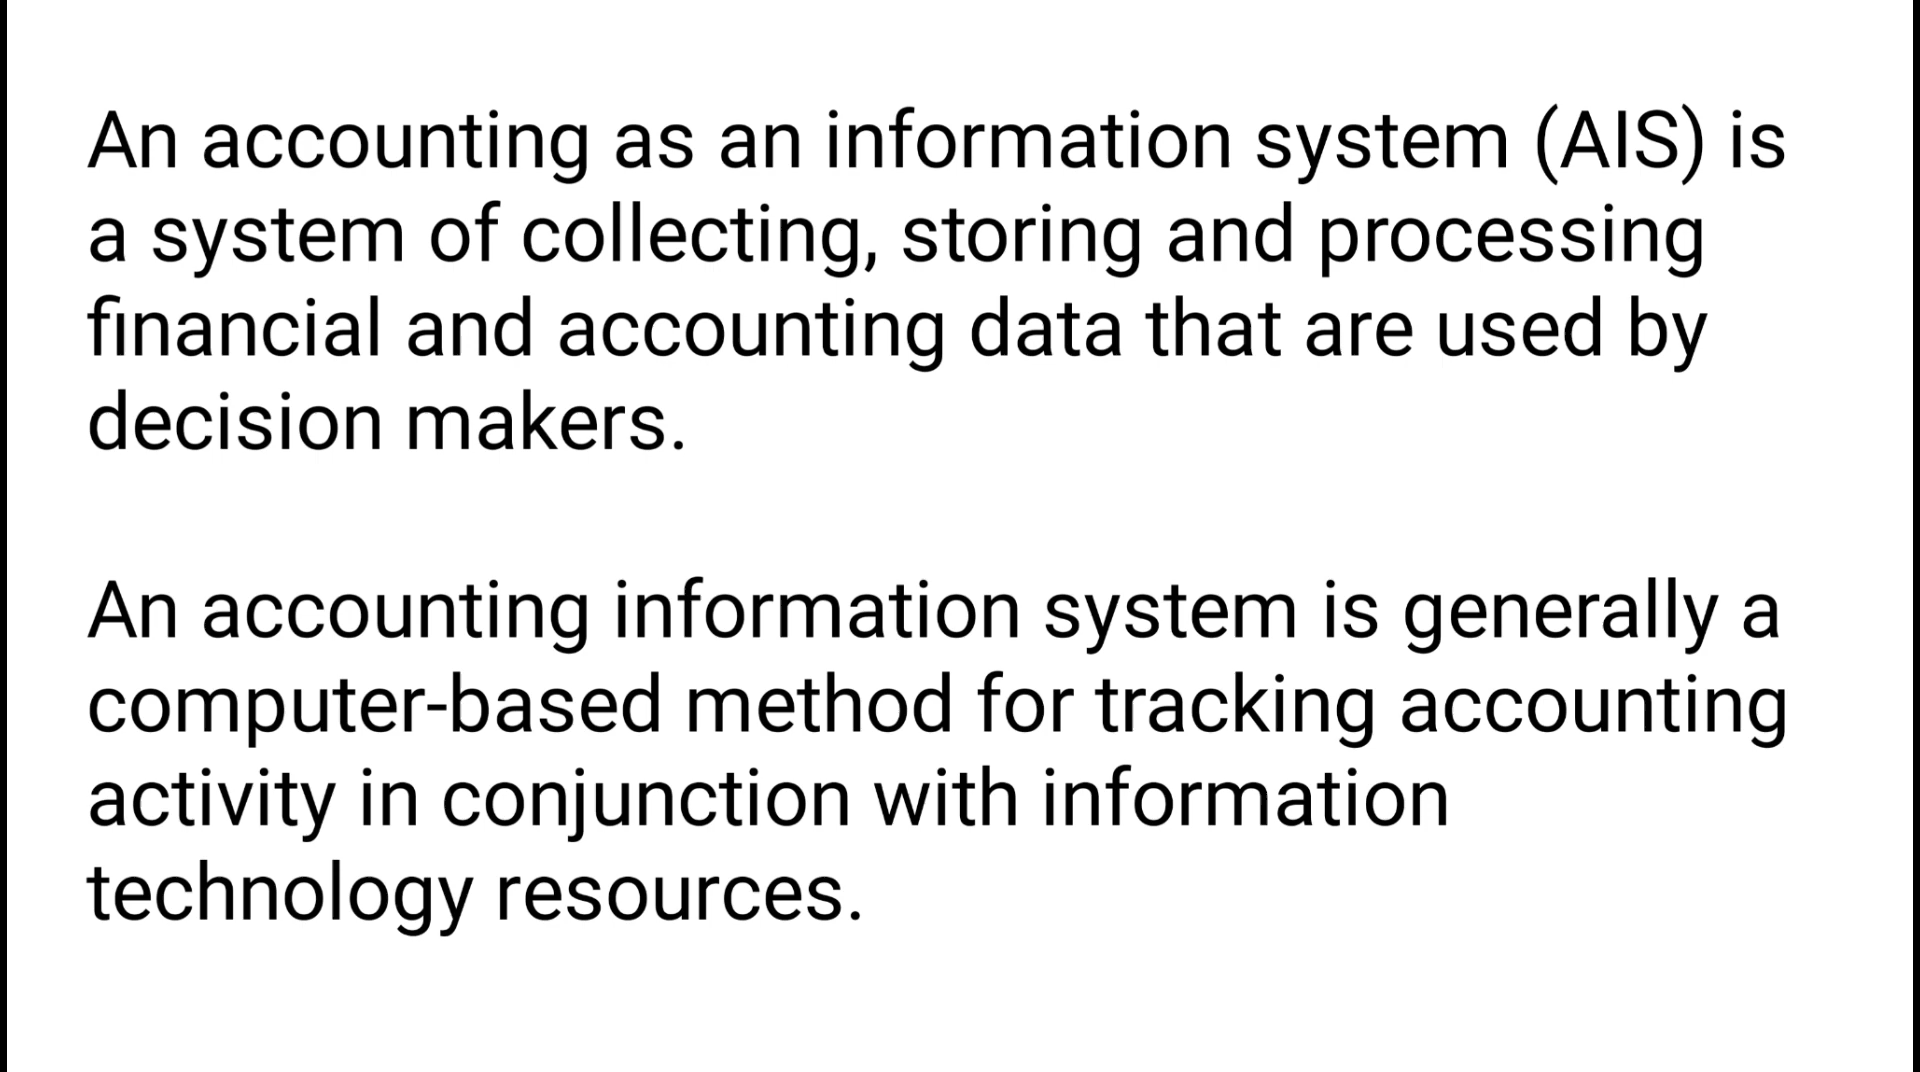 An accounting as an information system (AIS) is
a system of collecting, storing and processing
financial and accounting data that are used by
decision makers.
An accounting information system is generally a
computer-based method for tracking accounting
activity in conjunction with information
technology resources.